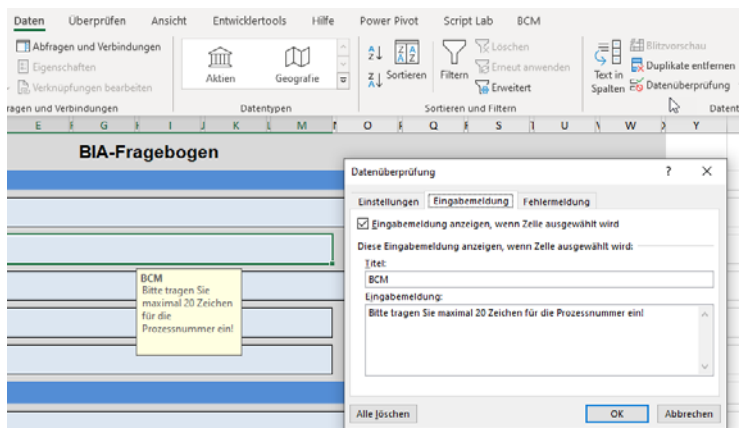 Daten Überprüfen Ansicht Entwicklertools Hilfe Power Pivot Script Lab BCM
Abfragen und Verbindungen
Eigenschaften
Verknüpfungen bearbeiten
ragen und Verbindungen
Aktien
Geografie
Datentypen
Sortieren
Filtern
Löschen
Erneut anwenden
Erweitert
Sortieren und Filtern
Text in
Spalten
Blitzvorschau
Duplikate entfernen
Datenüberprüfung
Datent
E F G H I J K L M O P Q R S T U V W X Y
BIA-Fragebogen
BCM
Bitte tragen Sie
maximal 20 Zeichen
für die
Prozessnummer ein!
Datenüberprüfung ? ×
Einstellungen Eingabemeldung Fehlermeldung
Eingabemeldung anzeigen, wenn Zelle ausgewählt wird
Diese Eingabemeldung anzeigen, wenn Zelle ausgewählt wird:
Titel:
BCM
Eingabemeldung:
Bitte tragen Sie maximal 20 Zeichen für die Prozessnummer ein!
Alle löschen OK Abbrechen